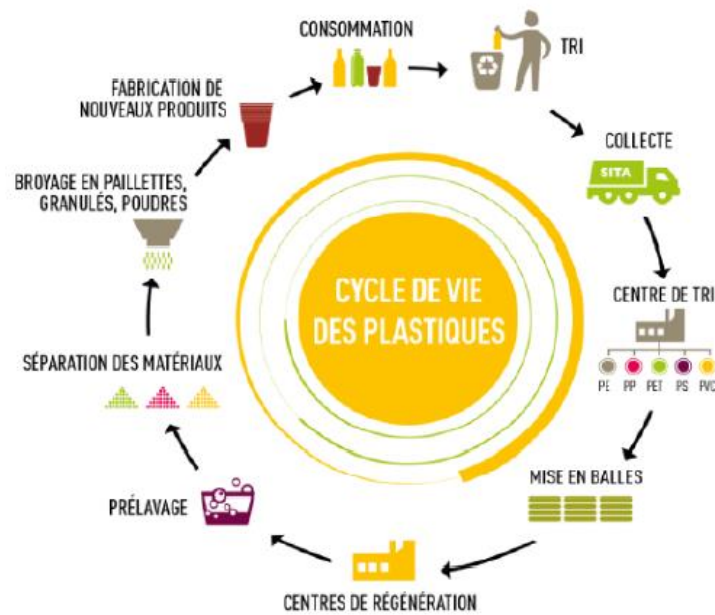 CONSOMMATION
TRI
COLLECTE
SITA
CENTRE DE TRI
PE PP PET PS PVC
MISE EN BALLES
CENTRES DE RÉGÉNÉRATION
PRÉLAVAGE
SÉPARATION DES MATÉRIAUX
BROYAGE EN PAILLETTES,
GRANULÉS, POUDRES
FABRICATION DE
NOUVEAUX PRODUITS
CYCLE DE VIE
DES PLASTIQUES